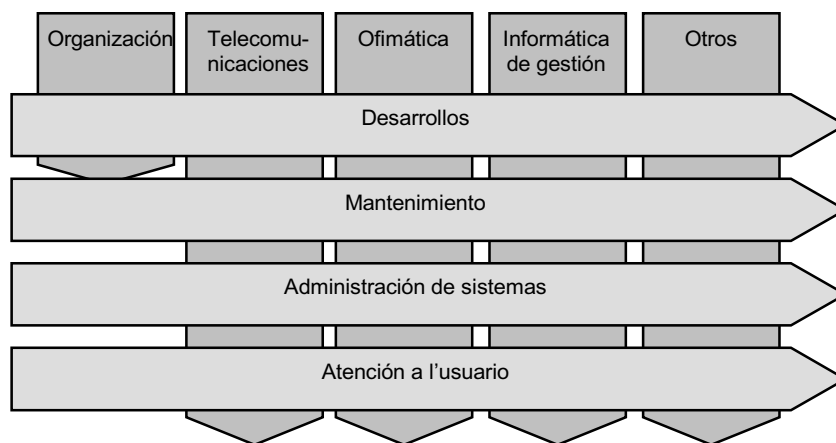 Organización
Telecomu-
nicaciones
Ofimática
Informática
de gestión
Otros
Desarrollos
Mantenimiento
Administración de sistemas
Atención a l’usuario